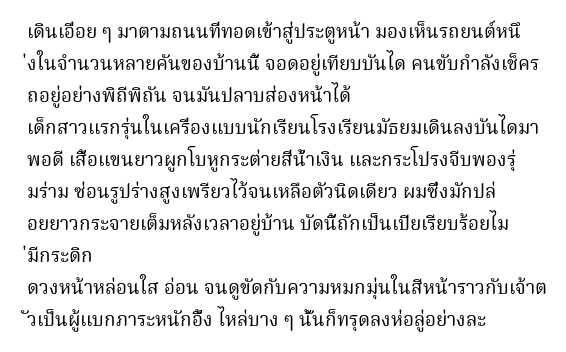 เดินเอื่อย ๆ มาตามถนนที่ทอดเข้าสู่ประตูหน้า มองเห็นรถยนต์หนึ
่งในจำนวนหลายคันของบ้านนี้ จอดอยู่เทียบบันได คนขับกำลังเช็คร
ถอยู่อย่างพิถีพิถัน จนมันปลาบส่องหน้าได้
เด็กสาวแรกรุ่นในเครื่องแบบนักเรียนโรงเรียนมัธยมเดินลงบันไดมา
พอดี เสื้อแขนยาวผูกโบหูกระต่ายสีน้ำเงิน และกระโปรงจีบพองรุ่
มร่าม ซ่อนรูปร่างสูงเพรียวไว้จนเหลือตัวนิดเดียว ผมซึ่งมักปล่
อยยาวกระจายเต็มหลังเวลาอยู่บ้าน บัดนี้ถักเป็นเปียเรียบร้อยไม
่มีกระดิก
ดวงหน้าหล่อนใส อ่อน จนดูขัดกับความหมกมุ่นในสีหน้าราวกับเจ้าต
ัวเป็นผู้แบกภาระหนักอึ้ง ไหล่บาง ๆ นั้นก็ทรุดลงห่อลู่อย่างละ